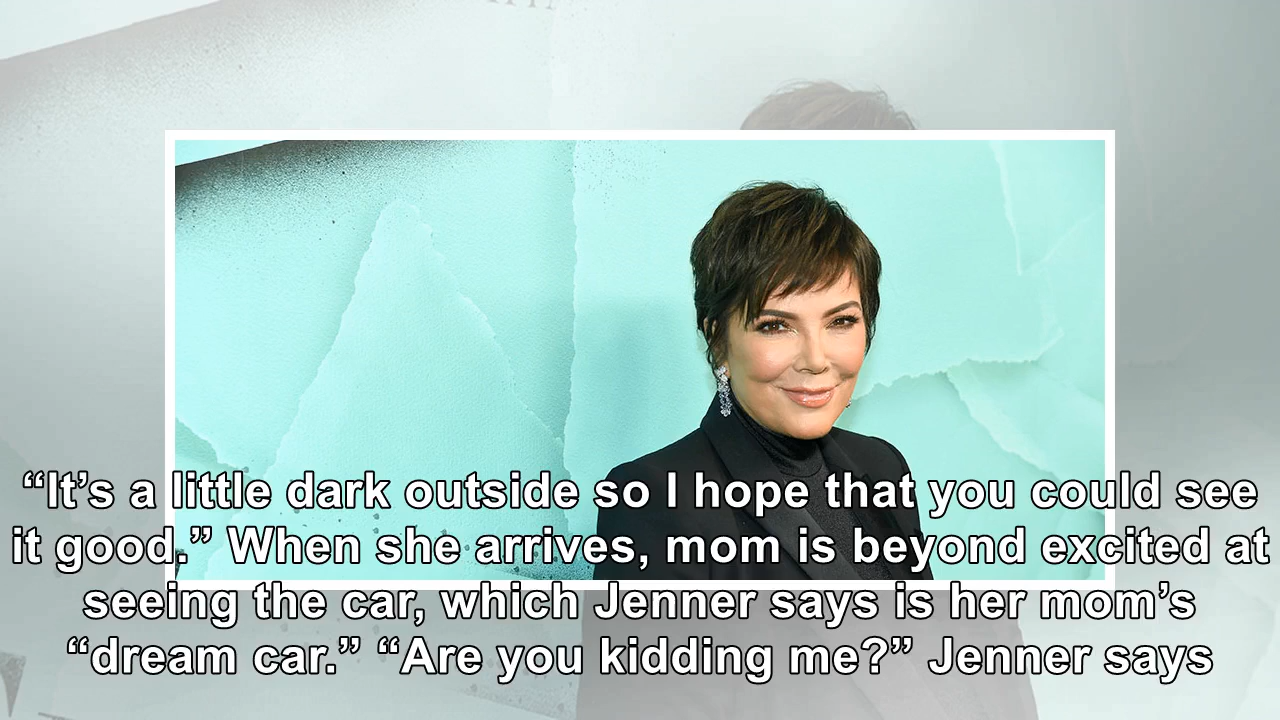 “It’s a little dark outside so I hope that you could see
it good.” When she arrives, mom is beyond excited at
seeing the car, which Jenner says is her mom’s
“dream car.” “Are you kidding me?” Jenner says